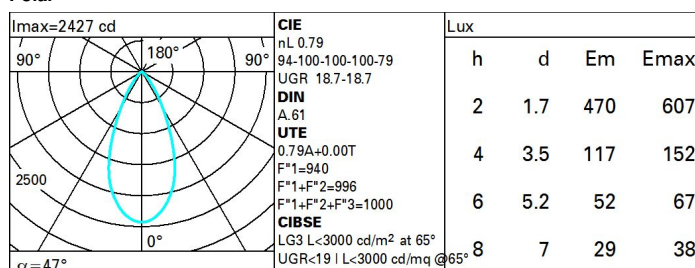 Imax=2427 cd
90° 180° 90°
2500
0°
α=47°
CIE
nL 0.79
94-100-100-100-79
UGR 18.7-18.7
DIN
A.61
UTE
0.79A+0.00T
F"1=940
F"1+F"2=996
F"1+F"2+F"3=1000
CIBSE
LG3 L<3000 cd/m² at 65°
UGR<19 | L<3000 cd/mq @65°
Lux
h d Em Emax
2 1.7 470 607
4 3.5 117 152
6 5.2 52 67
8 7 29 38